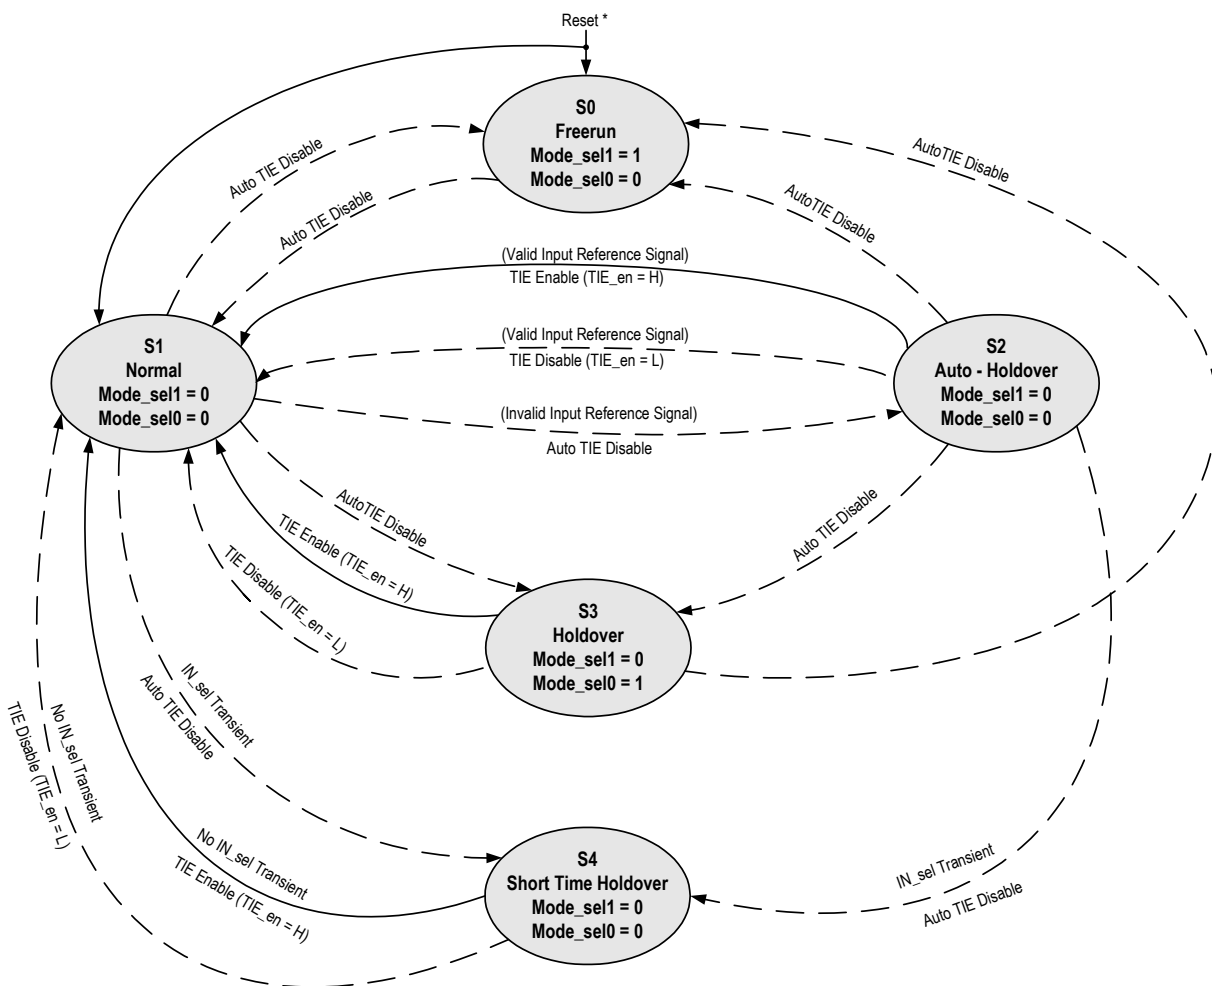 Reset *
S0
Freerun
Mode_sel1 = 1
Mode_sel0 = 0
Auto TIE Disable
Auto TIE Disable
AutoTIE Disable
AutoTIE Disable
(Valid Input Reference Signal)
TIE Enable (TIE_en = H)
S1
Normal
Mode_sel1 = 0
Mode_sel0 = 0
(Valid Input Reference Signal)
TIE Disable (TIE_en = L)
(Invalid Input Reference Signal)
Auto TIE Disable
S2
Auto - Holdover
Mode_sel1 = 0
Mode_sel0 = 0
AutoTIE Disable
TIE Enable (TIE_en = H)
TIE Disable (TIE_en = L)
Auto TIE Disable
S3
Holdover
Mode_sel1 = 0
Mode_sel0 = 1
No IN_sel Transient
TIE Disable (TIE_en = L)
IN_sel Transient
Auto TIE Disable
No IN_sel Transient
TIE Enable (TIE_en = H)
S4
Short Time Holdover
Mode_sel1 = 0
Mode_sel0 = 0
IN_sel Transient
Auto TIE Disable